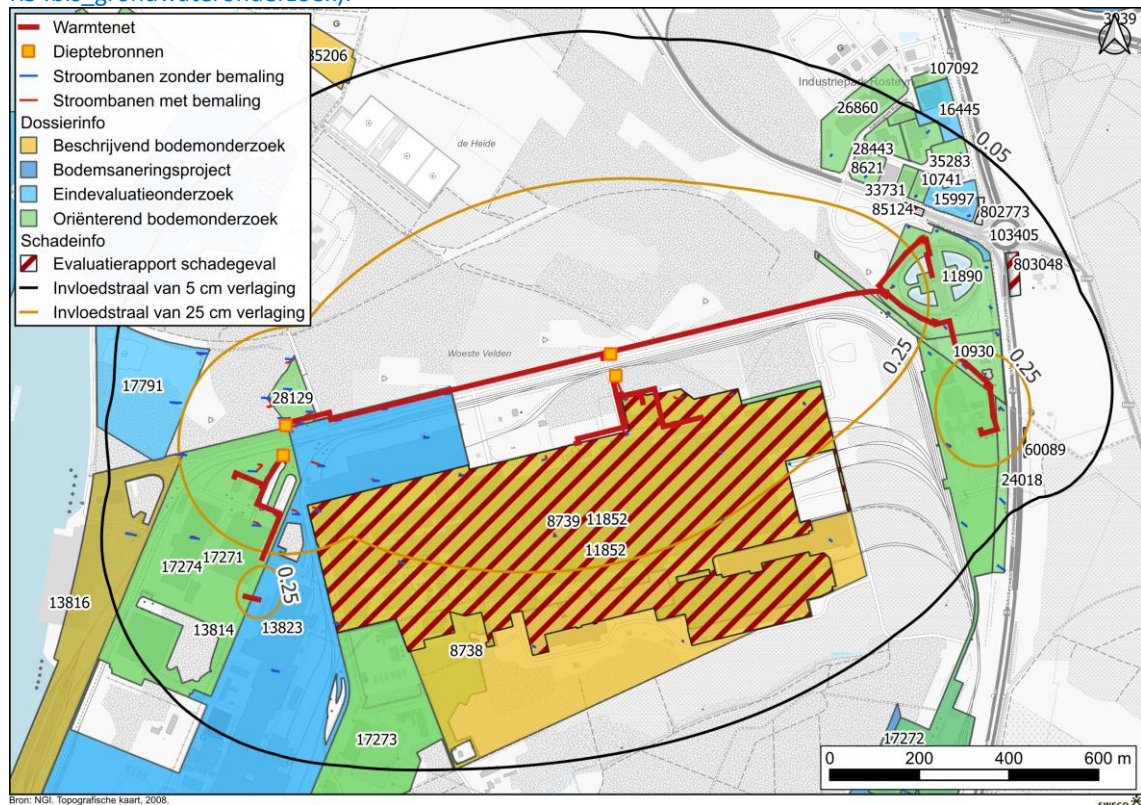 Warmtenet
Dieptebronnen
Stroombanen zonder bemaling
Stroombanen met bemaling
Dossierinfo
Beschrijvend bodemonderzoek
Bodemsaneringsproject
Eindevaluatieonderzoek
Oriënterend bodemonderzoek
Schadeinfo
Evaluatierapport schadegeval
Invloedstraal van 5 cm verlaging
Invloedstraal van 25 cm verlaging
G
35206
de Heide
3039
G
Industriepark Rosteyne
107092
26860
16445
28443
35283
8621
10741
33731
15997
85124
802773
103405
0.05
803048
11890
Woeste Velden
10930
0.25
0.25
17791
28129
60089
24018
8739 11852
11852
17271
17274
0.25
13816
13814
13823
8738
17273
17272
0 200 400 600 m
Bron: NGI. Topografische kaart, 2008.
sweco